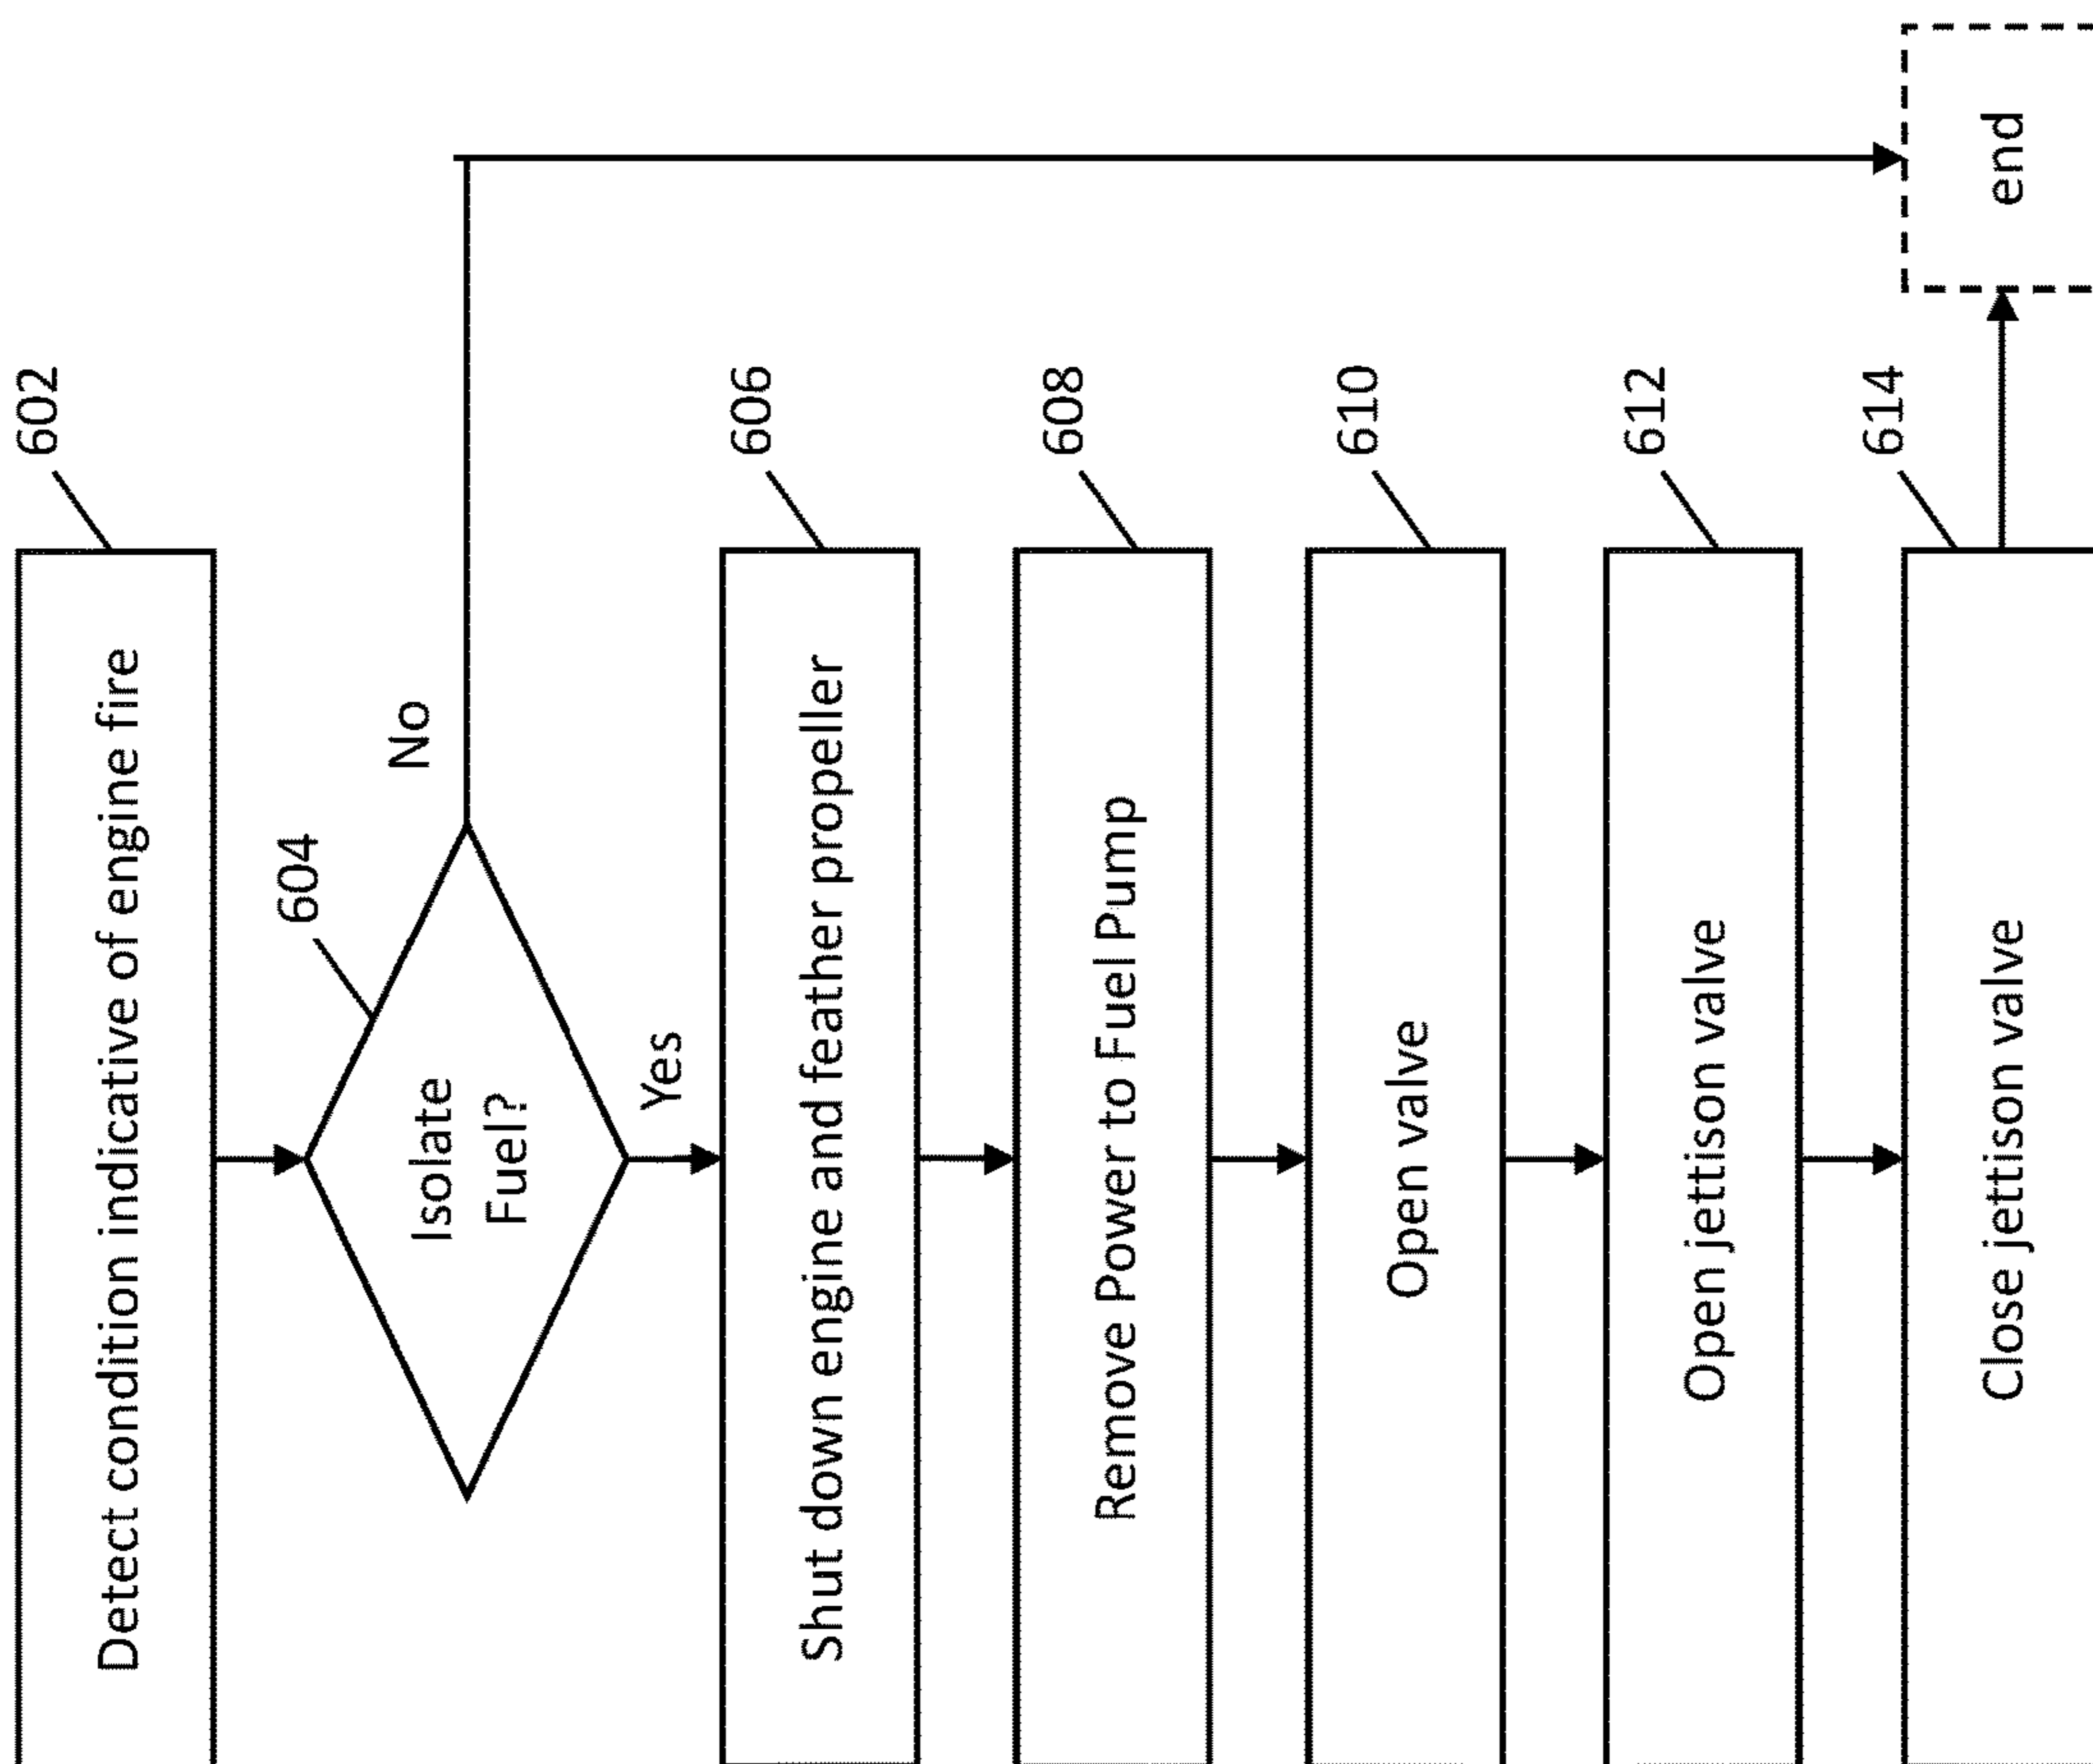 602
Detect condition indicative of engine fire
604
Isolate
Fuel?
No
Yes
606
Shut down engine and feather propeller
608
Remove Power to Fuel Pump
610
Open valve
612
Open jettison valve
614
Close jettison valve
end